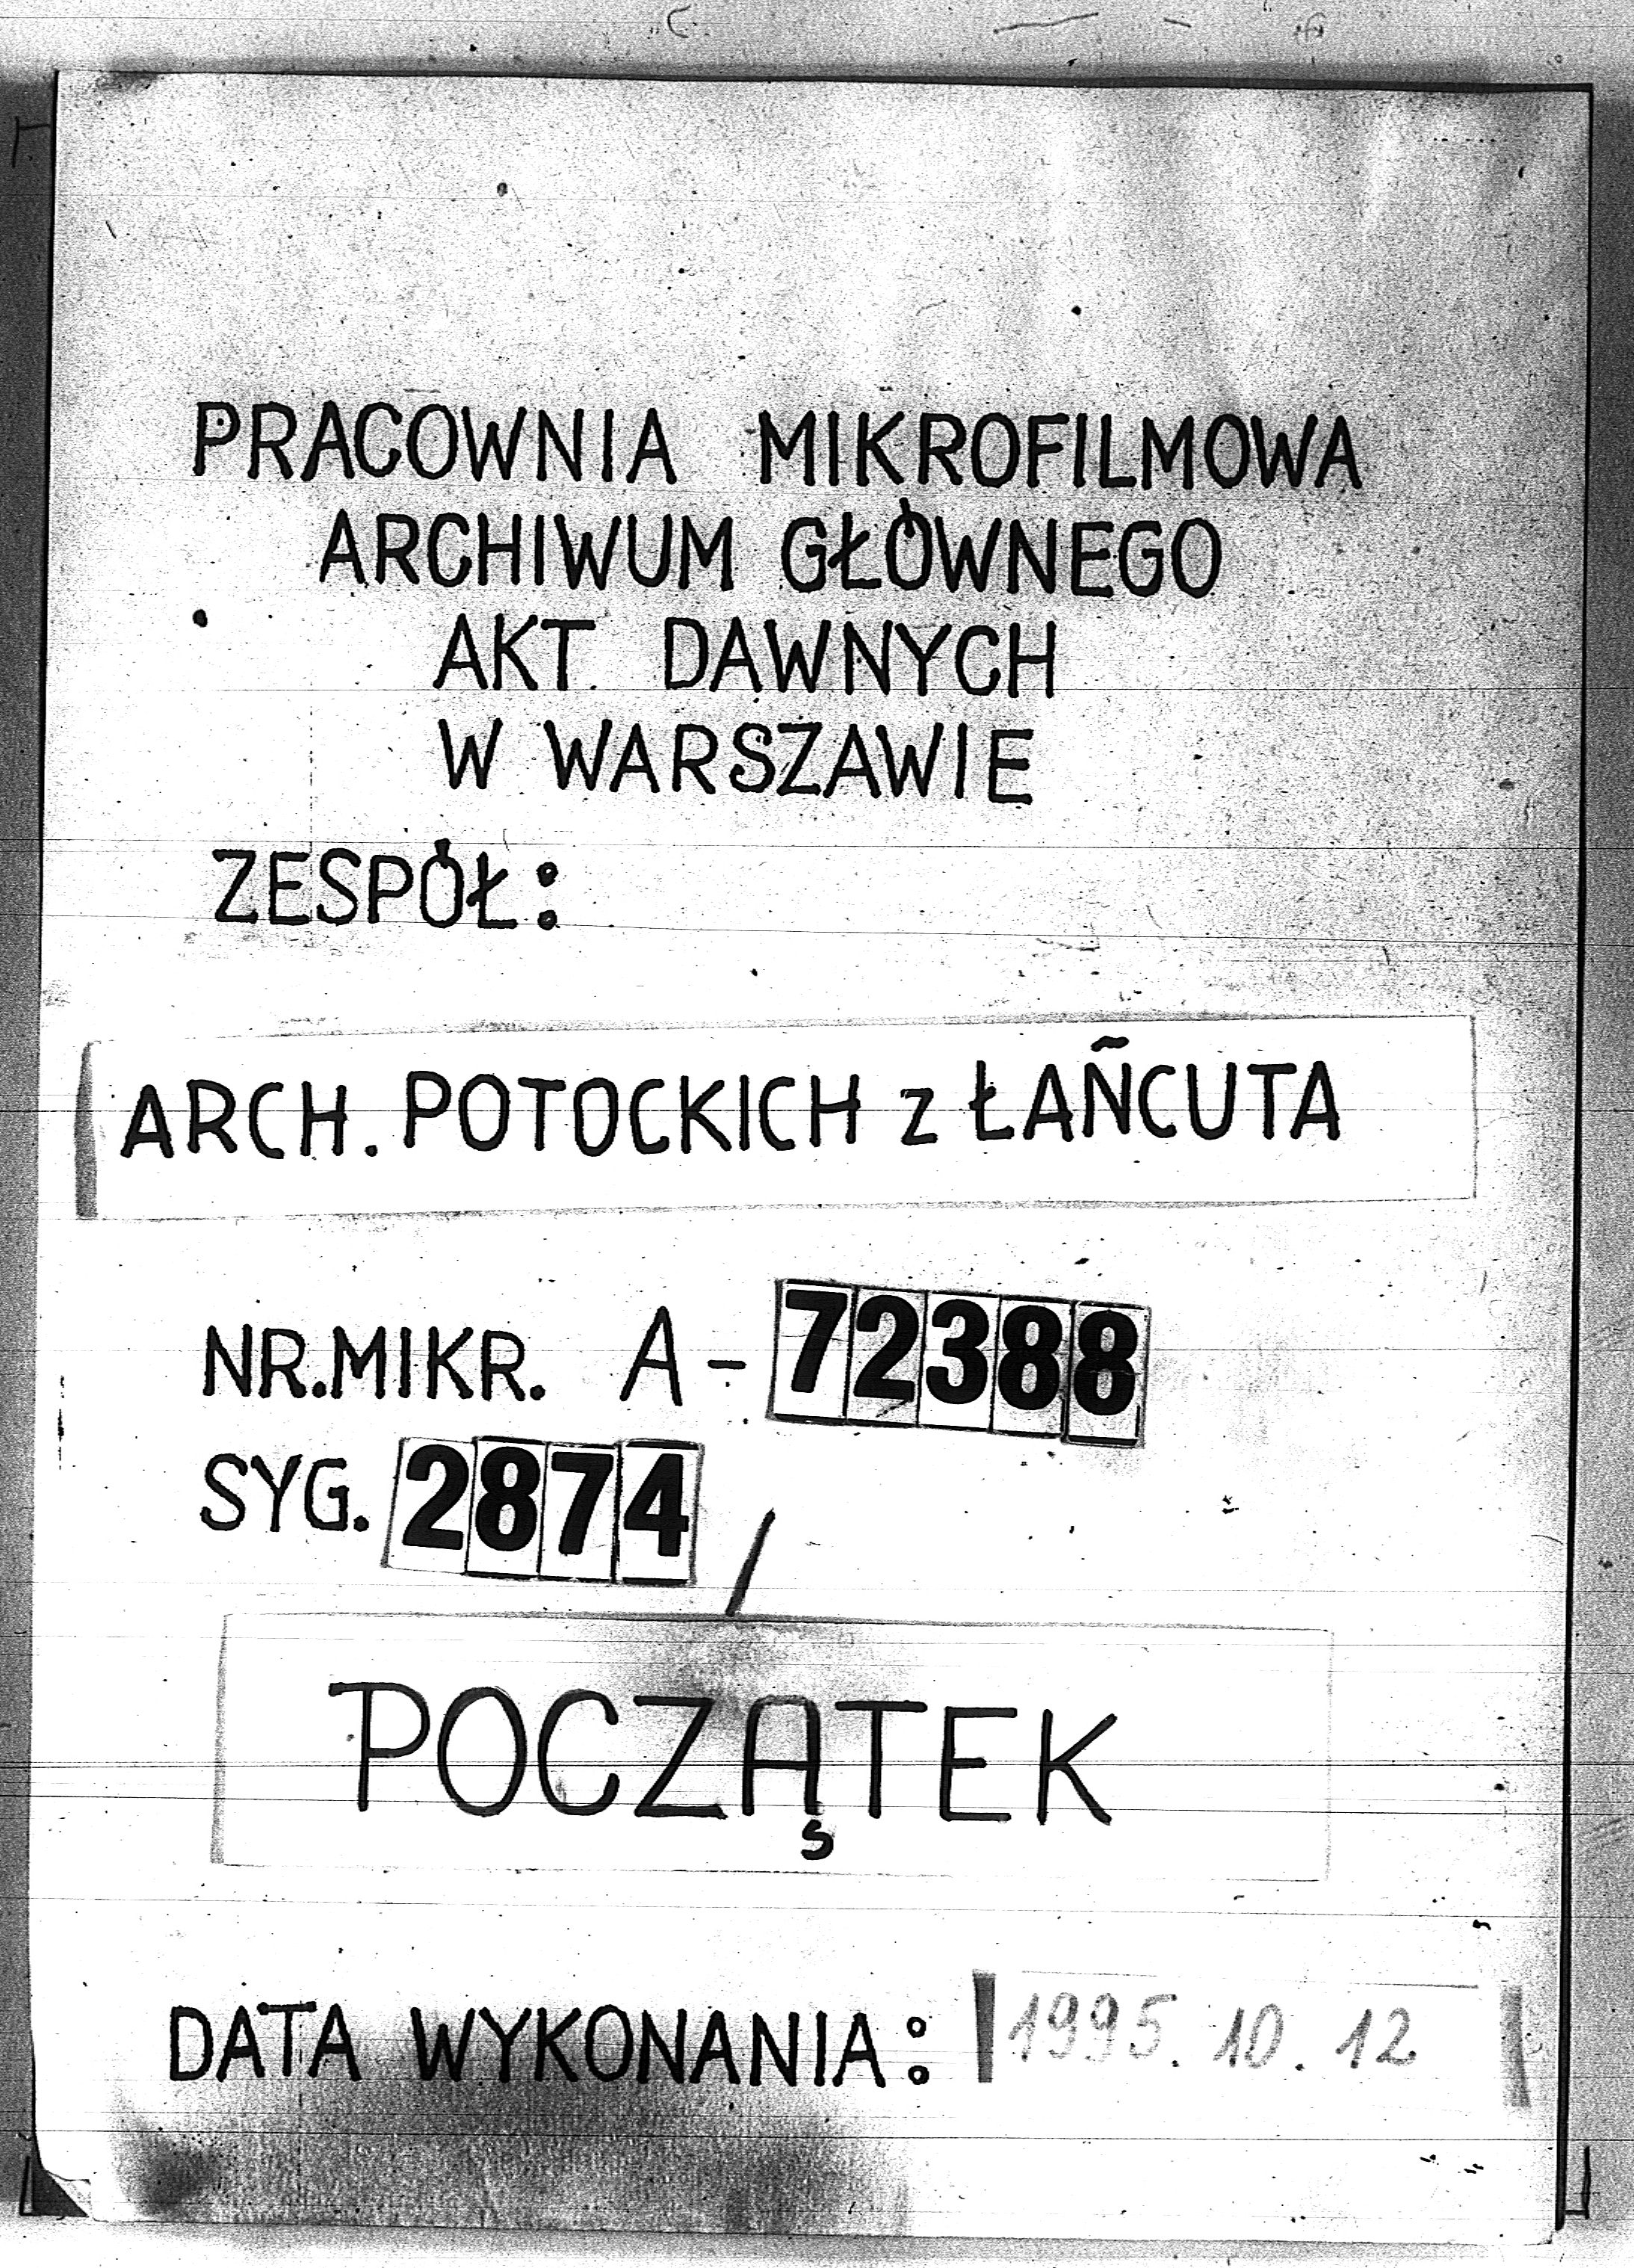 PRACOWNIA MIKROFILMOWA
ARCHIWUM GŁÓWNEGO
AKT DAWNYCH
W WARSZAWIE
ZESPÓŁ:
ARCH. POTOCKICH z ŁAŃCUTA
NR. MIKR. A-72388
SYG. 2874 /
POCZĄTEK
DATA WYKONANIA: 1995. 10. 12